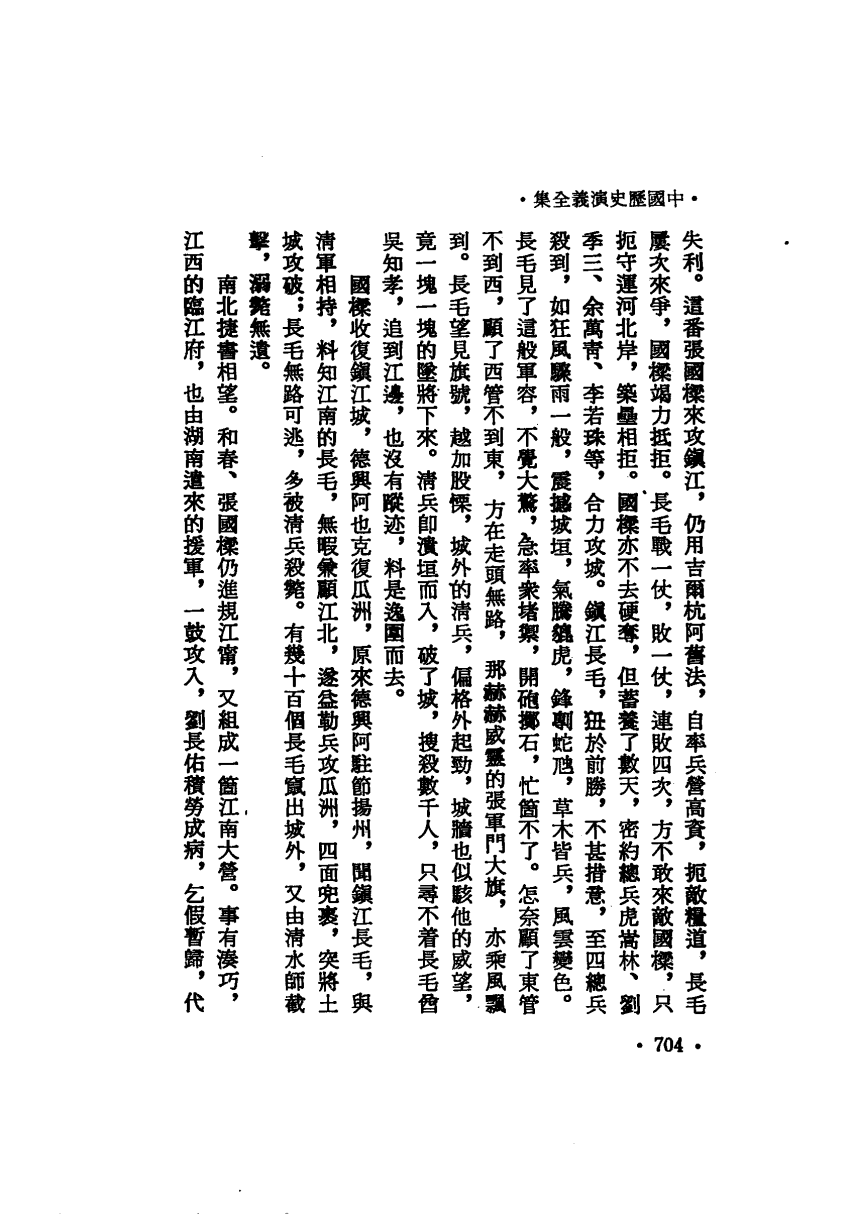 ·中國歷史演義全集·
失利。這番張國樑來攻鎭江，仍用吉爾杭阿舊法，自率兵營高資，扼敵糧道，長毛
屢次來爭，國樑竭力抵拒。長毛戰一仗，敗一仗，連敗四次，方不敢來敵國樑，只
扼守運河北岸，築壘相拒。國樑亦不去硬奪，但蓄養了數天，密約總兵虎嵩林、劉
季三、余萬靑、李若珠等，合力攻城。鎭江長毛，狃於前勝，不甚措意，至四總兵
殺到，如狂風驟雨一般，震撼城垣，氣騰貔虎，鋒剸蛇虺，草木皆兵，風雲變色。
長毛見了這般軍容，不覺大驚，急率衆堵禦，開砲擲石，忙箇不了。怎奈顧了東管
不到西，顧了西管不到東，方在走頭無路，那赫赫威靈的張軍門大旗，亦乘風飄
到。長毛望見旗號，越加股慄，城外的淸兵，偏格外起勁，城牆也似駭他的威望，
竟一塊一塊的墜將下來。淸兵卽潰垣而入，破了城，搜殺數千人，只尋不着長毛酋
吳知孝，追到江邊，也沒有蹤迹，料是逸圍而去。
國樑收復鎭江城，德興阿也克復瓜洲，原來德興阿駐節揚州，聞鎭江長毛，與
淸軍相持，料知江南的長毛，無暇兼顧江北，遂益勒兵攻瓜洲，四面兜裹，突將土
城攻破；長毛無路可逃，多被淸兵殺斃。有幾十百個長毛竄出城外，又由淸水師截
擊，溺斃無遺。
南北捷書相望。和春、張國樑仍進規江甯，又組成一箇江南大營。事有湊巧，
江西的臨江府，也由湖南遣來的援軍，一鼓攻入，劉長佑積勞成病，乞假暫歸，代
·704·